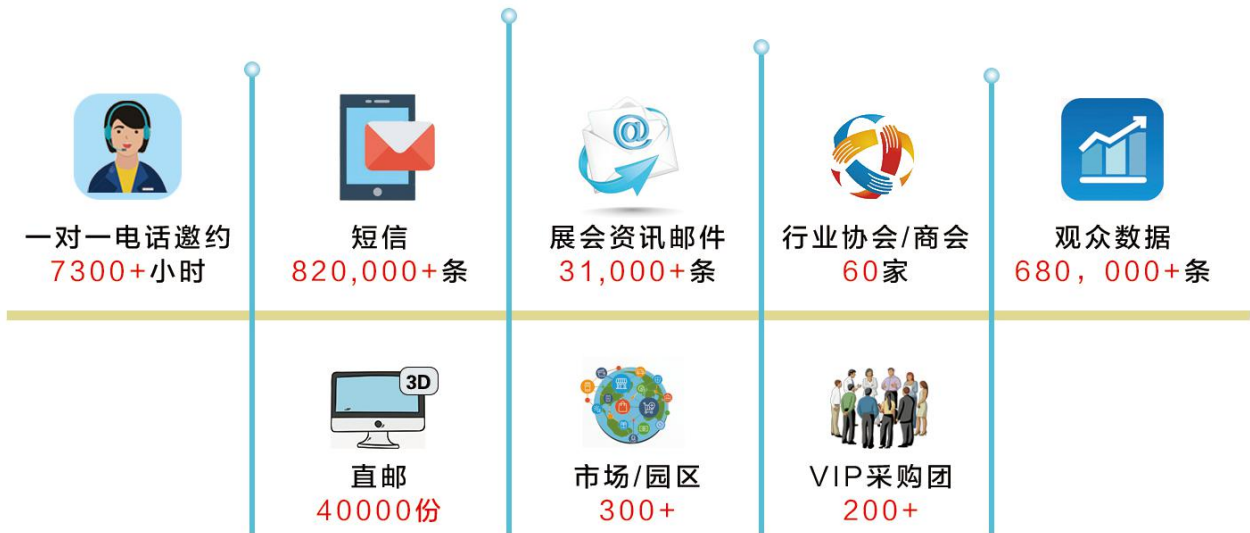 一对一电话邀约
7300+小时
短信
820,000+条
@
展会资讯邮件
31,000+条
行业协会/商会
60家
观众数据
680，000+条
3D
直邮
40000份
市场/园区
300+
VIP采购团
200+